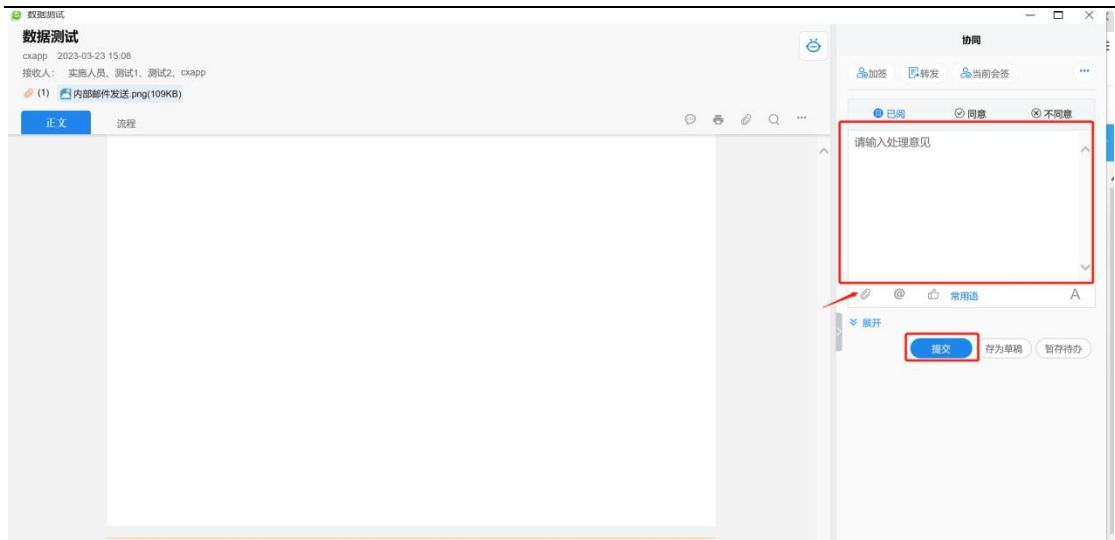 数据测试
数据测试
cxapp 2023-03-23 15:08
接收人： 实施人员、测试1、测试2、cxapp
(1) 内部邮件发送.png(109KB)
正文 流程
协同
加签 转发 当前会签
已阅 同意 不同意
请输入处理意见
@ 常用语 A
展开
提交 存为草稿 暂存待办